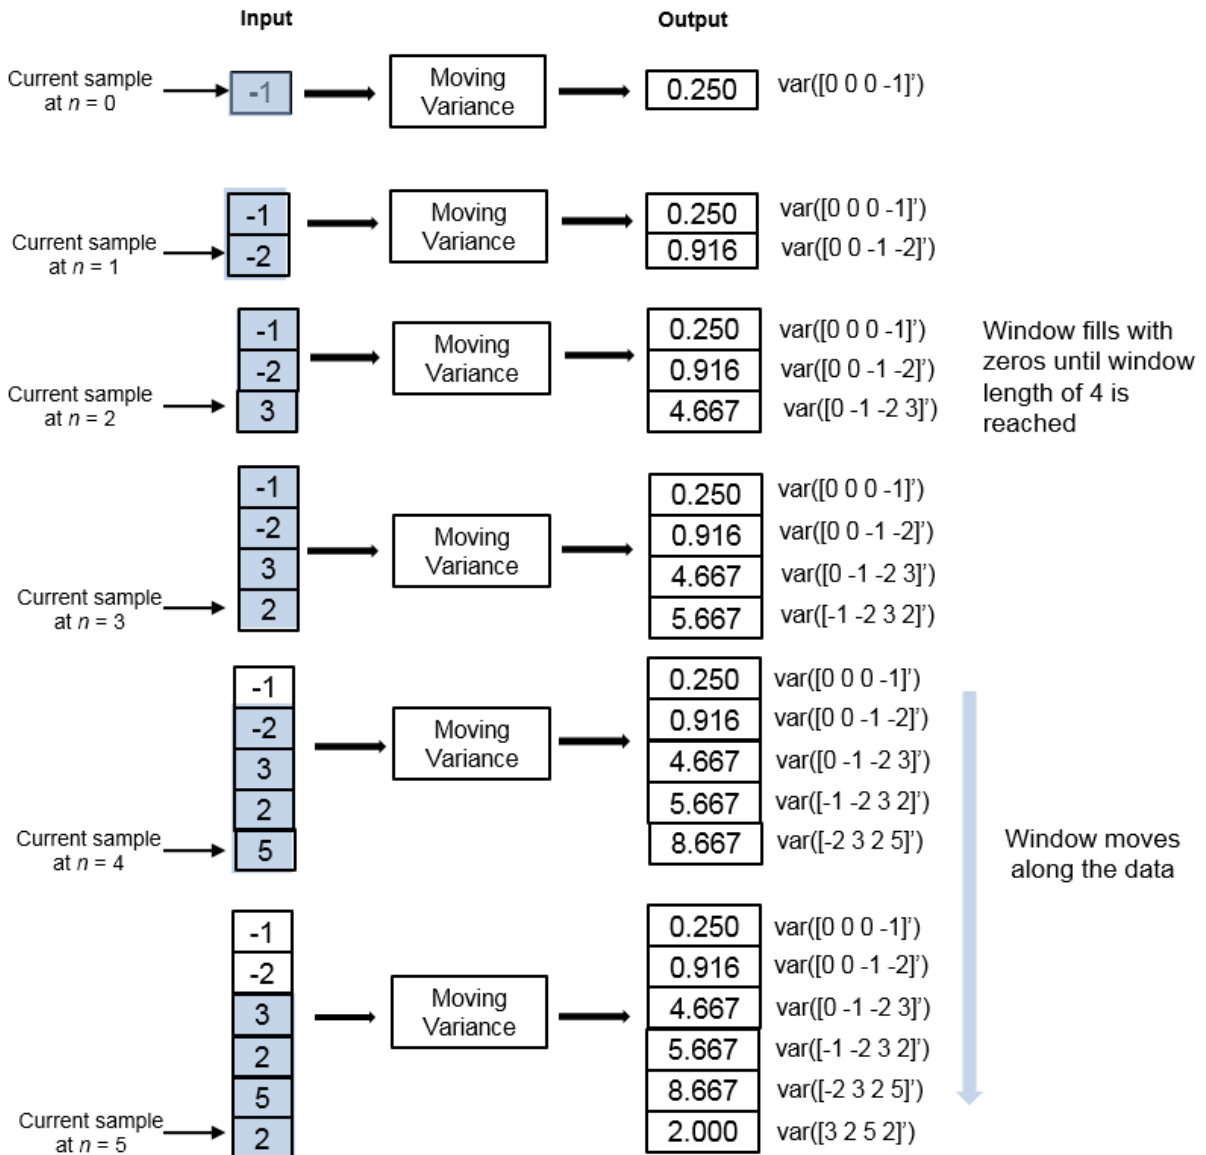 Input
Output
Current sample
at n = 0
-1
Moving
Variance
0.250
var([0 0 0 -1]')
Current sample
at n = 1
-1
-2
Moving
Variance
0.250
var([0 0 0 -1]')
0.916
var([0 0 -1 -2]')
Current sample
at n = 2
-1
-2
3
Moving
Variance
0.250
var([0 0 0 -1]')
0.916
var([0 0 -1 -2]')
4.667
var([0 -1 -2 3]')
Window fills with
zeros until window
length of 4 is
reached
Current sample
at n = 3
-1
-2
3
2
Moving
Variance
0.250
var([0 0 0 -1]')
0.916
var([0 0 -1 -2]')
4.667
var([0 -1 -2 3]')
5.667
var([-1 -2 3 2]')
Current sample
at n = 4
-1
-2
3
2
5
Moving
Variance
0.250
var([0 0 0 -1]')
0.916
var([0 0 -1 -2]')
4.667
var([0 -1 -2 3]')
5.667
var([-1 -2 3 2]')
8.667
var([-2 3 2 5]')
Window moves
along the data
Current sample
at n = 5
-1
-2
3
2
5
2
Moving
Variance
0.250
var([0 0 0 -1]')
0.916
var([0 0 -1 -2]')
4.667
var([0 -1 -2 3]')
5.667
var([-1 -2 3 2]')
8.667
var([-2 3 2 5]')
2.000
var([3 2 5 2]')